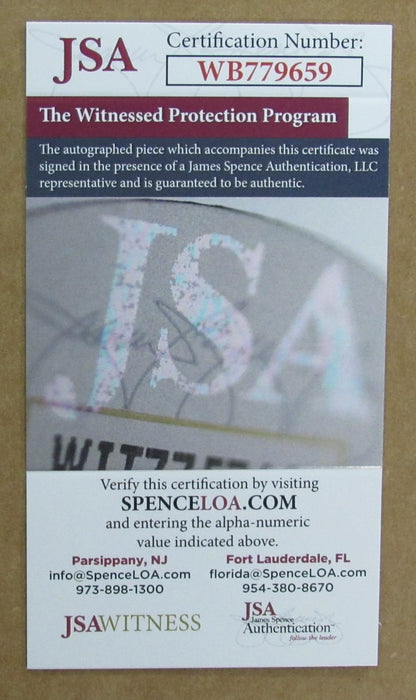 JSA
Certification Number:
WB779659
The Witnessed Protection Program
The autographed piece which accompanies this certificate was
signed in the presence of a James Spence Authentication, LLC
representative and is guaranteed to be authentic.
JSA
Verify this certification by visiting
SPENCELOA.COM
and entering the alpha-numeric
value indicated above.
Parsippany, NJ
info@SpenceLOA.com
973-898-1300
Fort Lauderdale, FL
florida@SpenceLOA.com
954-380-8670
JSAWITNESS
JSA
James Spence
Authentication
follow the leader